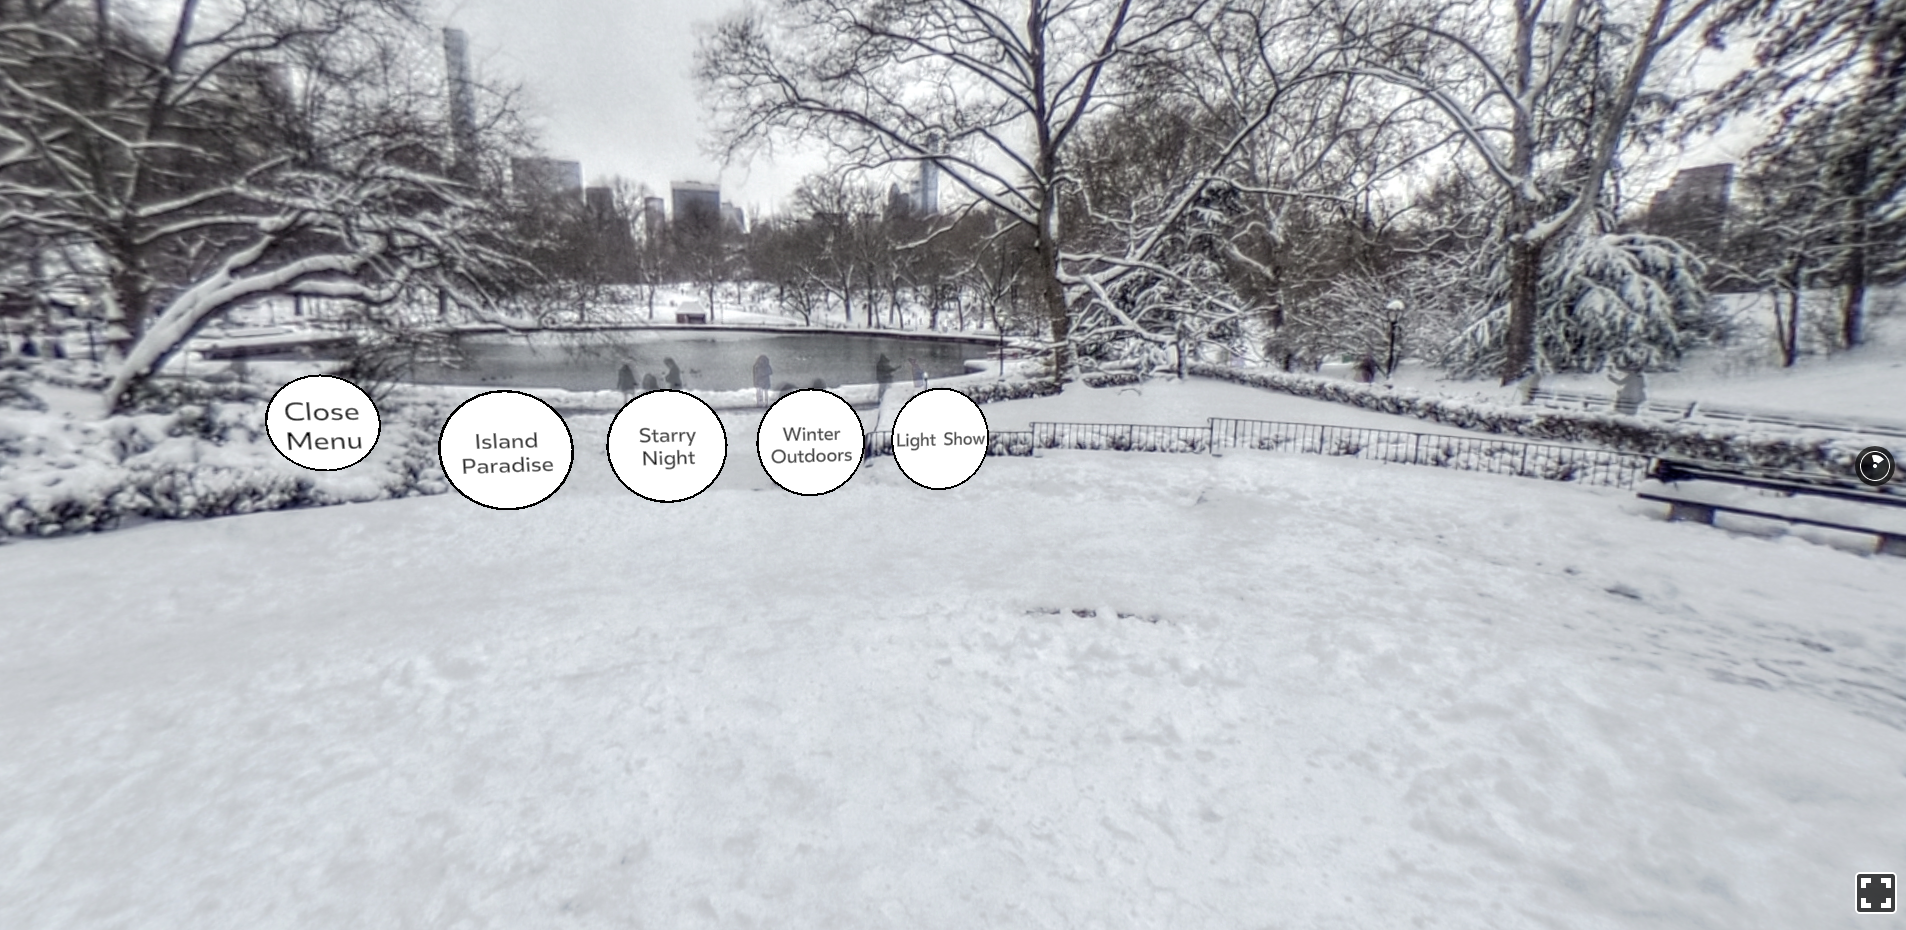 Close
Menu
Island
Paradise
Starry
Night
Winter
Outdoors
Light Show